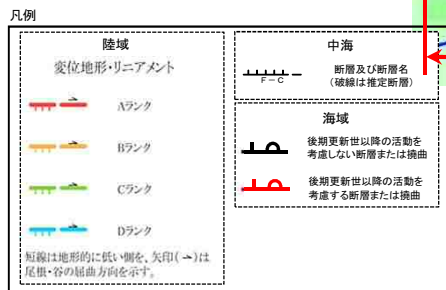 凡例
陸域
変位地形・リニアメント
Aランク
Bランク
Cランク
Dランク
短線は地形的に低い側を、矢印(→)は
尾根・谷の屈曲方向を示す。
中海
F-C
断層及び断層名
(破線は推定断層)
海域
後期更新世以降の活動を
考慮しない断層または撓曲
後期更新世以降の活動を
考慮する断層または撓曲